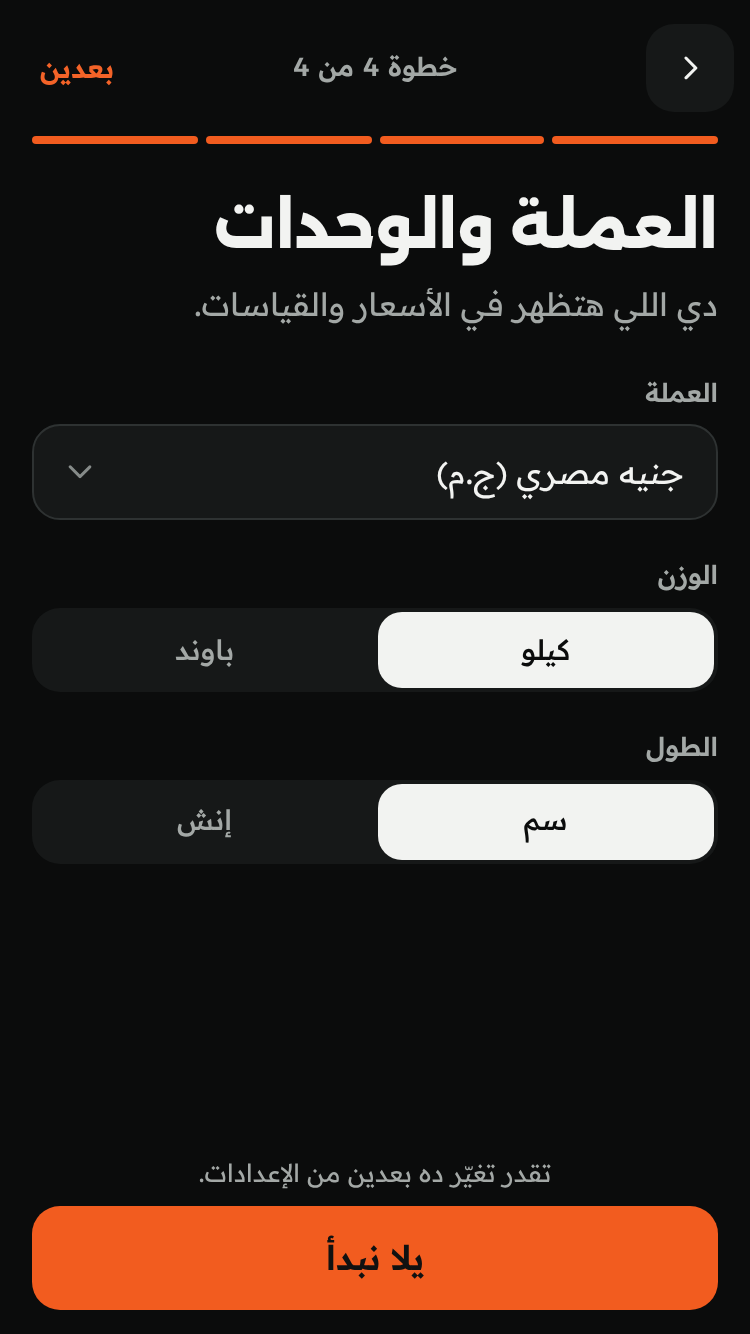 خطوة 4 من 4
بعدين
العملة والوحدات
دي اللي هتظهر في الأسعار والقياسات.
العملة
جنيه مصري (ج.م)
الوزن
كيلو
باوند
الطول
سم
إنش
تقدر تغيّر ده بعدين من الإعدادات.
يلا نبدأ